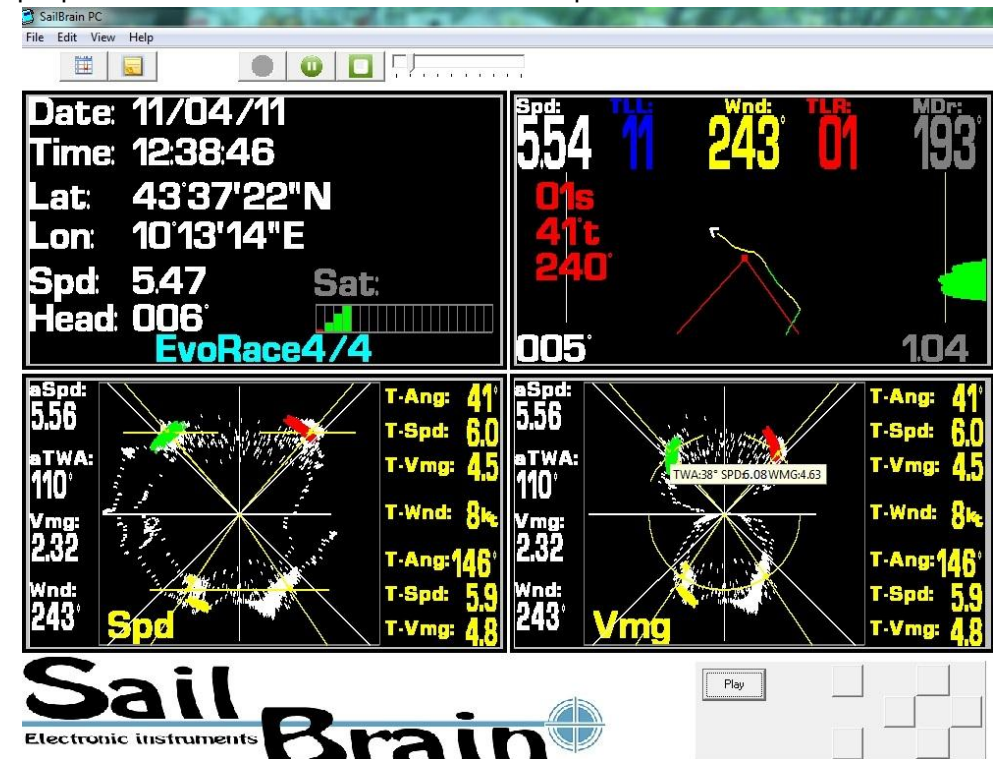 SailBrain PC
File Edit View Help
Date: 11/04/11
Time: 12:38:46
Lat: 43°37'22"N
Lon: 10°13'14"E
Spd: 5.47
Sat:
Head: 006°
EvoRace4/4
Spd: TLL: Wnd: TLR: MDr:
5.54 11 243° 01 193°
01s
41°t
240°
005° 1.04
aSpd:
5.56
aTWA:
110°
Vmg:
2.32
Wnd:
243°
Spd
T-Ang: 41°
T-Spd: 6.0
T-Vmg: 4.5
T-Wnd: 8kt
T-Ang: 146°
T-Spd: 5.9
T-Vmg: 4.8
aSpd:
5.56
aTWA:
110°
Vmg:
2.32
Wnd:
243°
Vmg
TWA:38° SPD:6.08WMG:4.63
T-Ang: 41°
T-Spd: 6.0
T-Vmg: 4.5
T-Wnd: 8kt
T-Ang: 146°
T-Spd: 5.9
T-Vmg: 4.8
Sail
Electronic instruments
Brain
Play